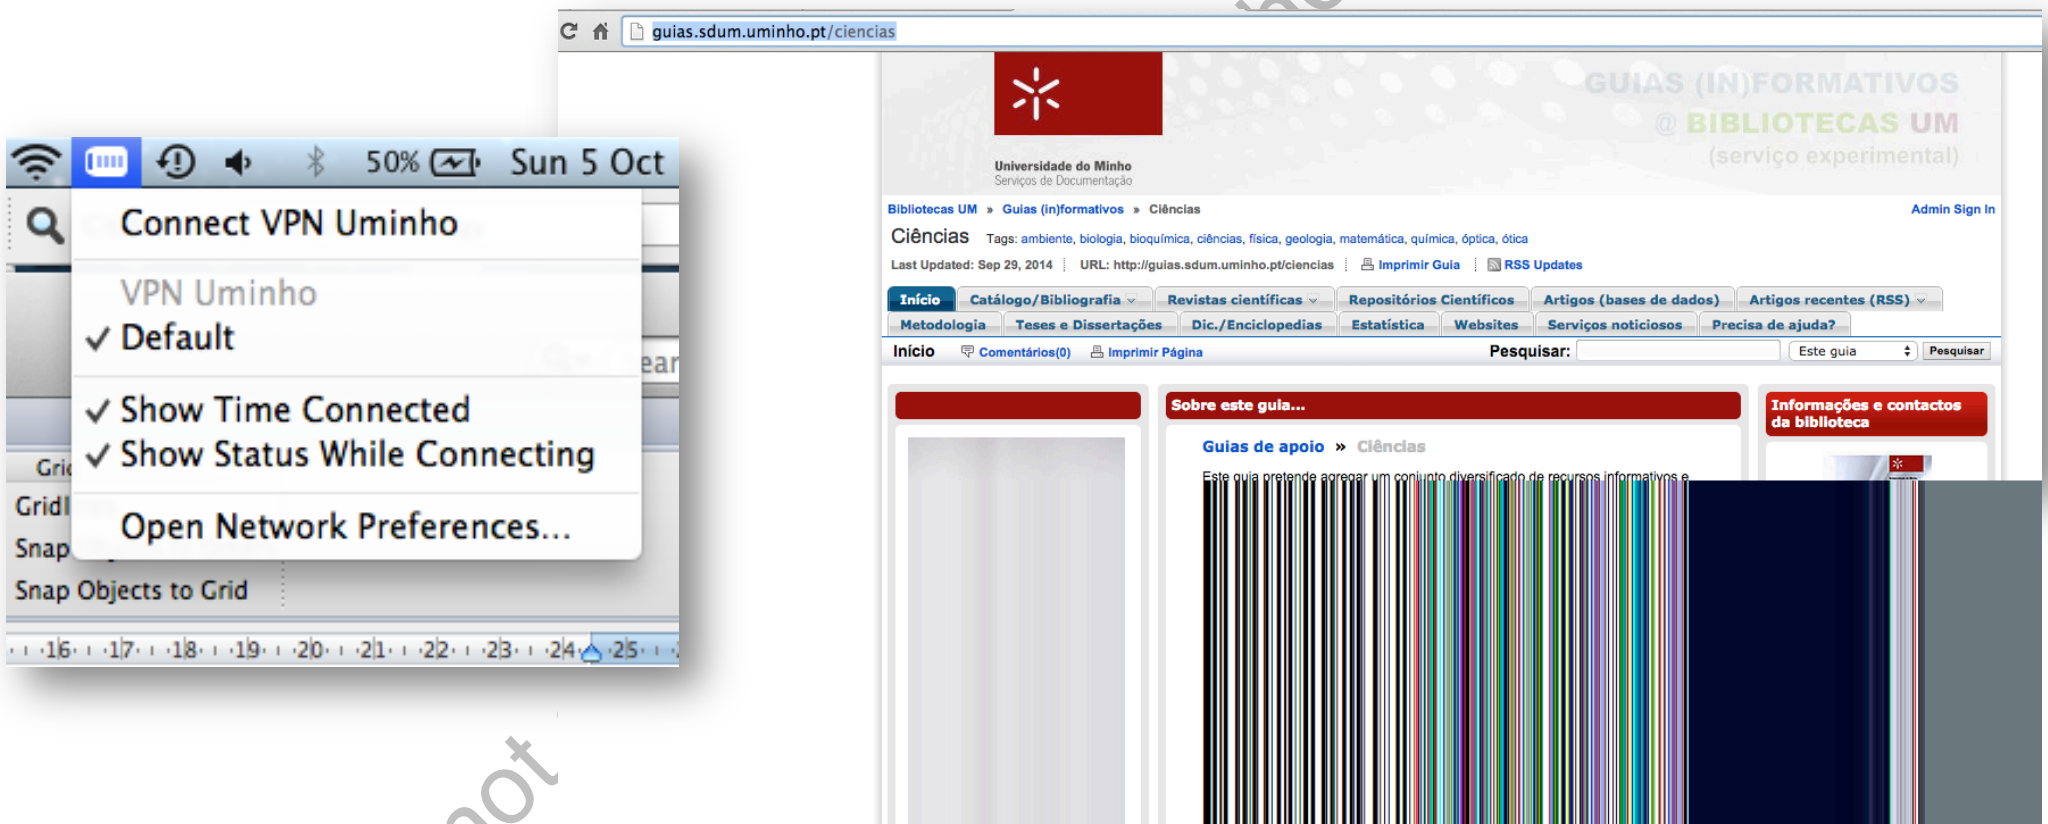 50% Sun 5 Oct
Connect VPN Uminho
VPN Uminho
✓ Default
✓ Show Time Connected
✓ Show Status While Connecting
Open Network Preferences...
Snap
Snap Objects to Grid
16 17 18 19 20 21 22 23 24 25
guias.sdum.uminho.pt/ciencias
Universidade do Minho
Serviços de Documentação
GUIAS (IN)FORMATIVOS
@ BIBLIOTECAS UM
(serviço experimental)
Bibliotecas UM » Guias (in)formativos » Ciências
Admin Sign In
Ciências Tags: ambiente, biologia, bioquímica, ciências, física, geologia, matemática, química, óptica, ótica
Last Updated: Sep 29, 2014 URL: http://guias.sdum.uminho.pt/ciencias Imprimir Guia RSS Updates
Início Catálogo/Bibliografia Revistas científicas Repositórios Científicos Artigos (bases de dados) Artigos recentes (RSS)
Metodologia Teses e Dissertações Dic./Enciclopedias Estatística Websites Serviços noticiosos Precisa de ajuda?
Início Comentários(0) Imprimir Página Pesquisar: Este guia Pesquisar
Sobre este guia...
Guias de apoio » Ciências
Este guia pretende agregar um conjunto diversificado de recursos informativos e
Informações e contactos
da biblioteca
not